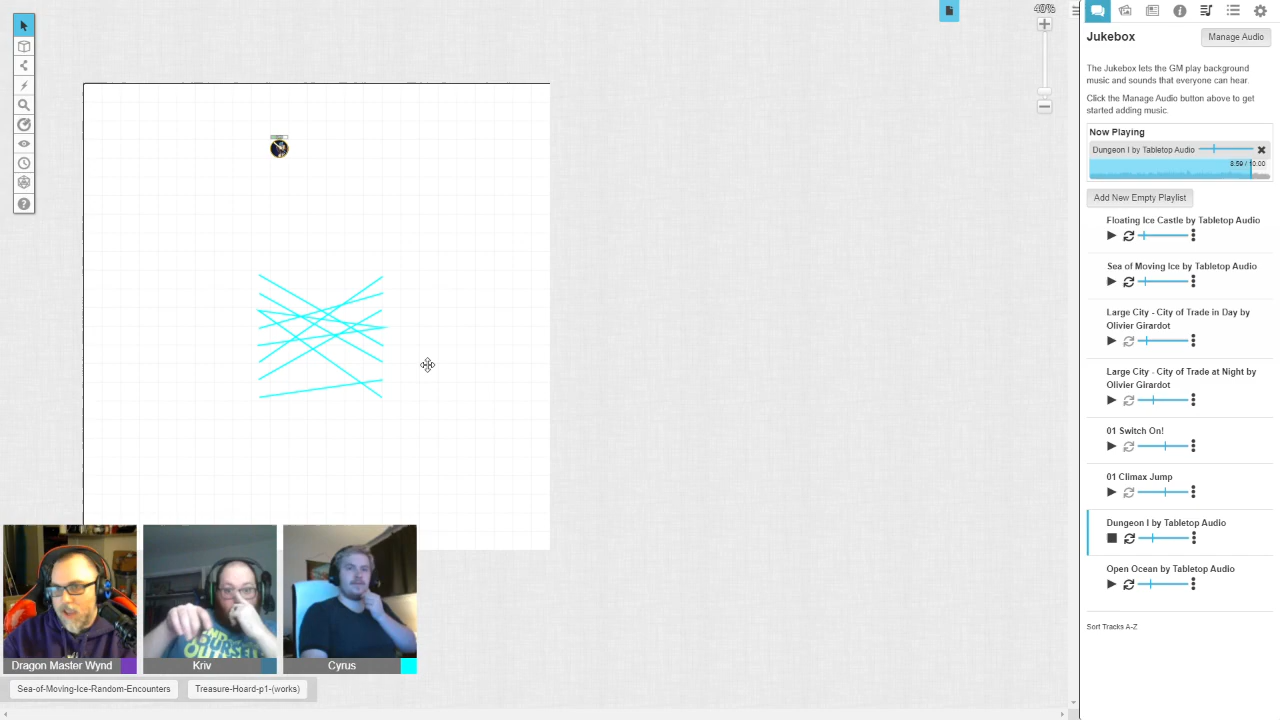 40%
Jukebox
Manage Audio
The Jukebox lets the GM play background
music and sounds that everyone can hear.
Click the Manage Audio button above to get
started adding music.
Now Playing
Dungeon I by Tabletop Audio
8:59 / 10:00
Add New Empty Playlist
Floating Ice Castle by Tabletop Audio
Sea of Moving Ice by Tabletop Audio
Large City - City of Trade in Day by
Olivier Girardot
Large City - City of Trade at Night by
Olivier Girardot
01 Switch On!
01 Climax Jump
Dungeon I by Tabletop Audio
Open Ocean by Tabletop Audio
Sort Tracks A-Z
Dragon Master Wynd
Kriv
Cyrus
Sea-of-Moving-Ice-Random-Encounters
Treasure-Hoard-p1-(works)